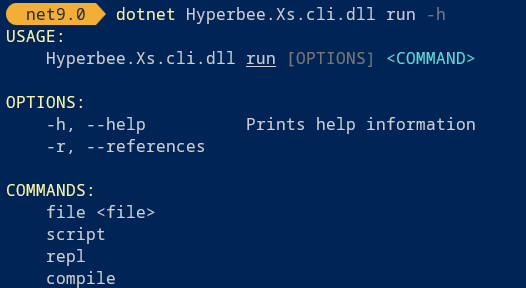 net9.0 dotnet Hyperbee.Xs.cli.dll run -h
USAGE:
Hyperbee.Xs.cli.dll run [OPTIONS] <COMMAND>
OPTIONS:
-h, --help Prints help information
-r, --references
COMMANDS:
file <file>
script
repl
compile